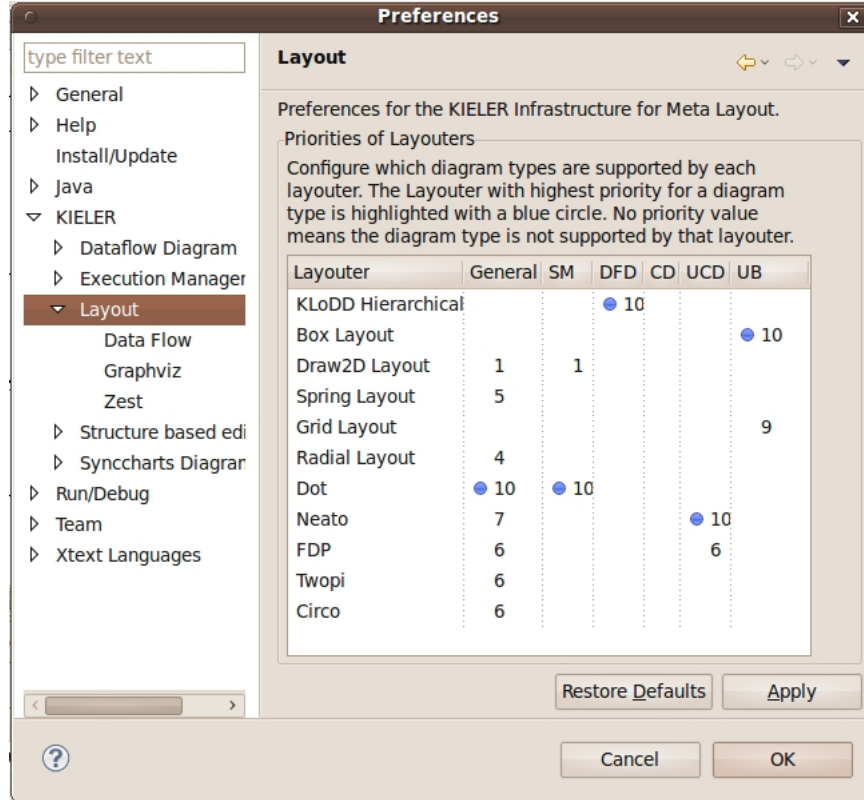 Preferences
type filter text
General
Help
Install/Update
Java
KIELER
Dataflow Diagram
Execution Manager
Layout
Data Flow
Graphviz
Zest
Structure based edi
Synccharts Diagran
Run/Debug
Team
Xtext Languages
Layout
Preferences for the KIELER Infrastructure for Meta Layout.
Priorities of Layouters
Configure which diagram types are supported by each
layouter. The Layouter with highest priority for a diagram
type is highlighted with a blue circle. No priority value
means the diagram type is not supported by that layouter.
Layouter General SM DFD CD UCD UB
KLoDD Hierarchical 10
Box Layout 10
Draw2D Layout 1 1
Spring Layout 5
Grid Layout 9
Radial Layout 4
Dot 10 10
Neato 7 10
FDP 6 6
Twopi 6
Circo 6
Restore Defaults Apply
? Cancel OK